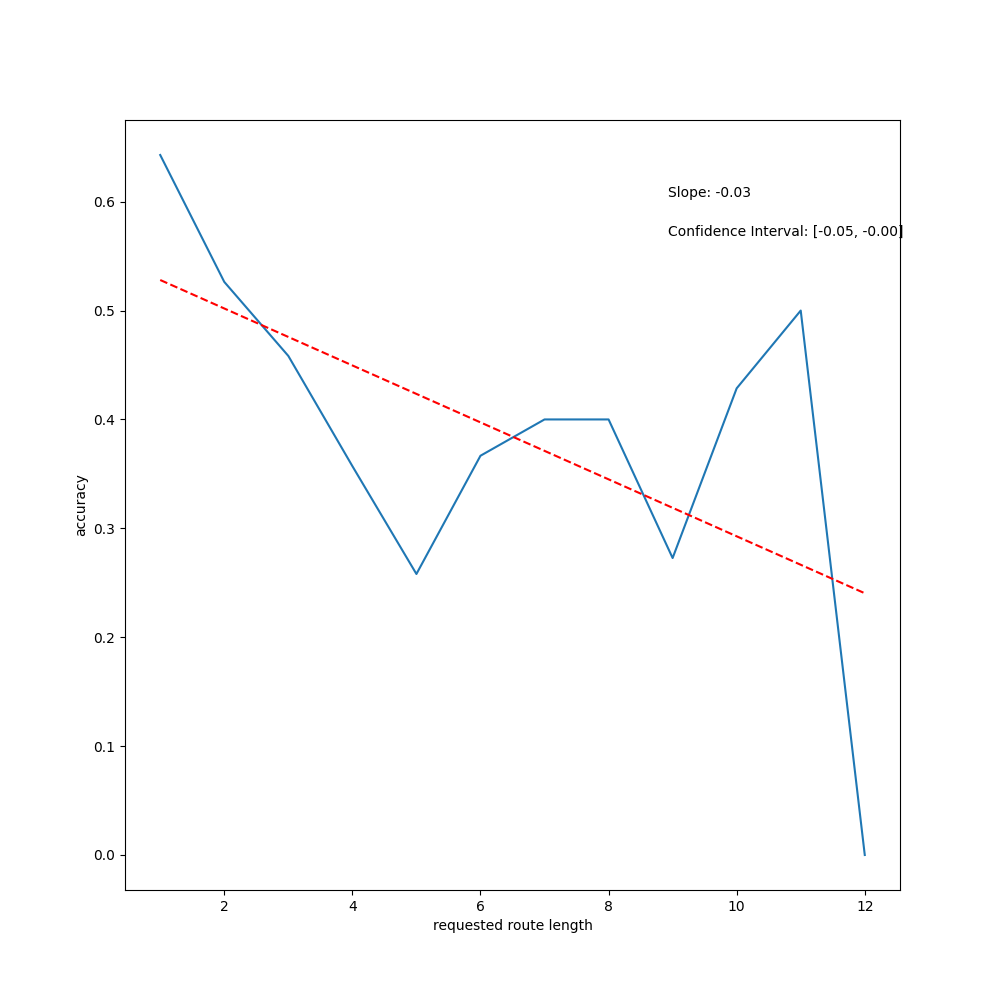 Slope: -0.03
Confidence Interval: [-0.05, -0.00]
0.6
0.5
0.4
0.3
0.2
0.1
0.0
accuracy
2 4 6 8 10 12
requested route length